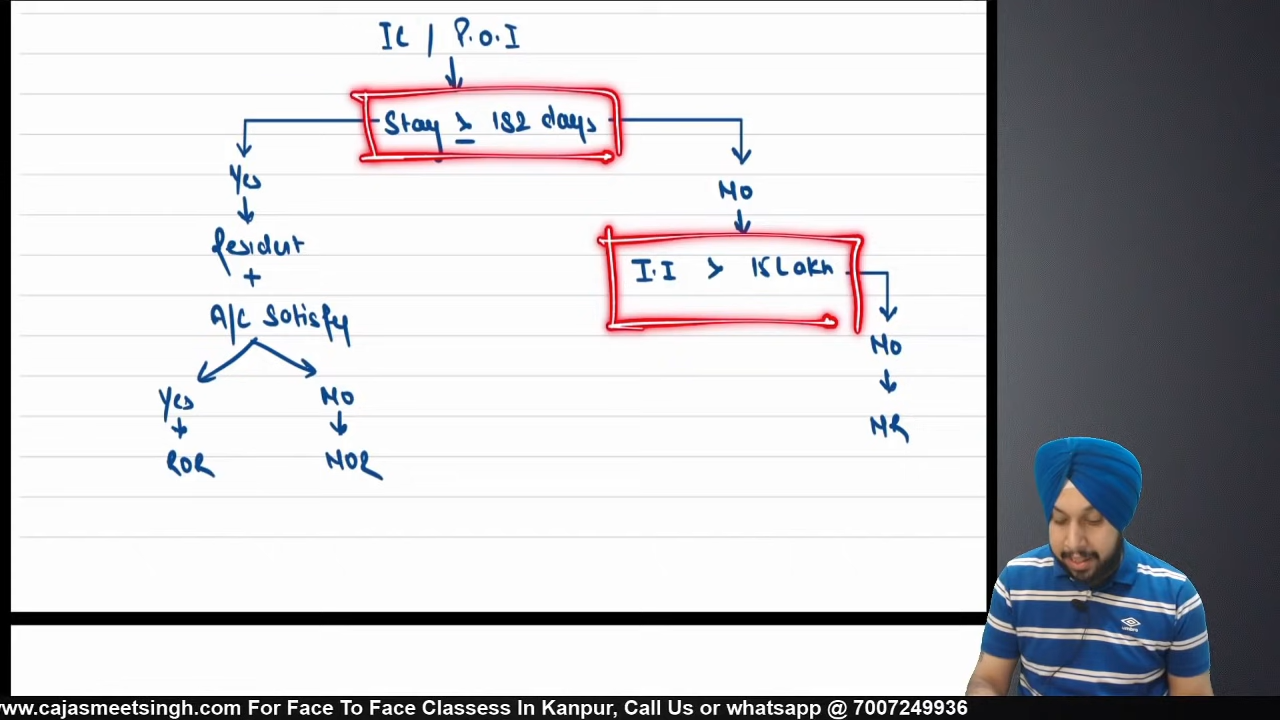 IC / P.O.I
Stay ≥ 182 days
Yes
NO
Resident
I.I > 15 Lakh
+
A/C Satisfy
NO
Yes
NO
NR
ROR
NOR
umbro
www.cajasmeetsingh.com For Face To Face Classess In Kanpur, Call Us or whatsapp @ 7007249936